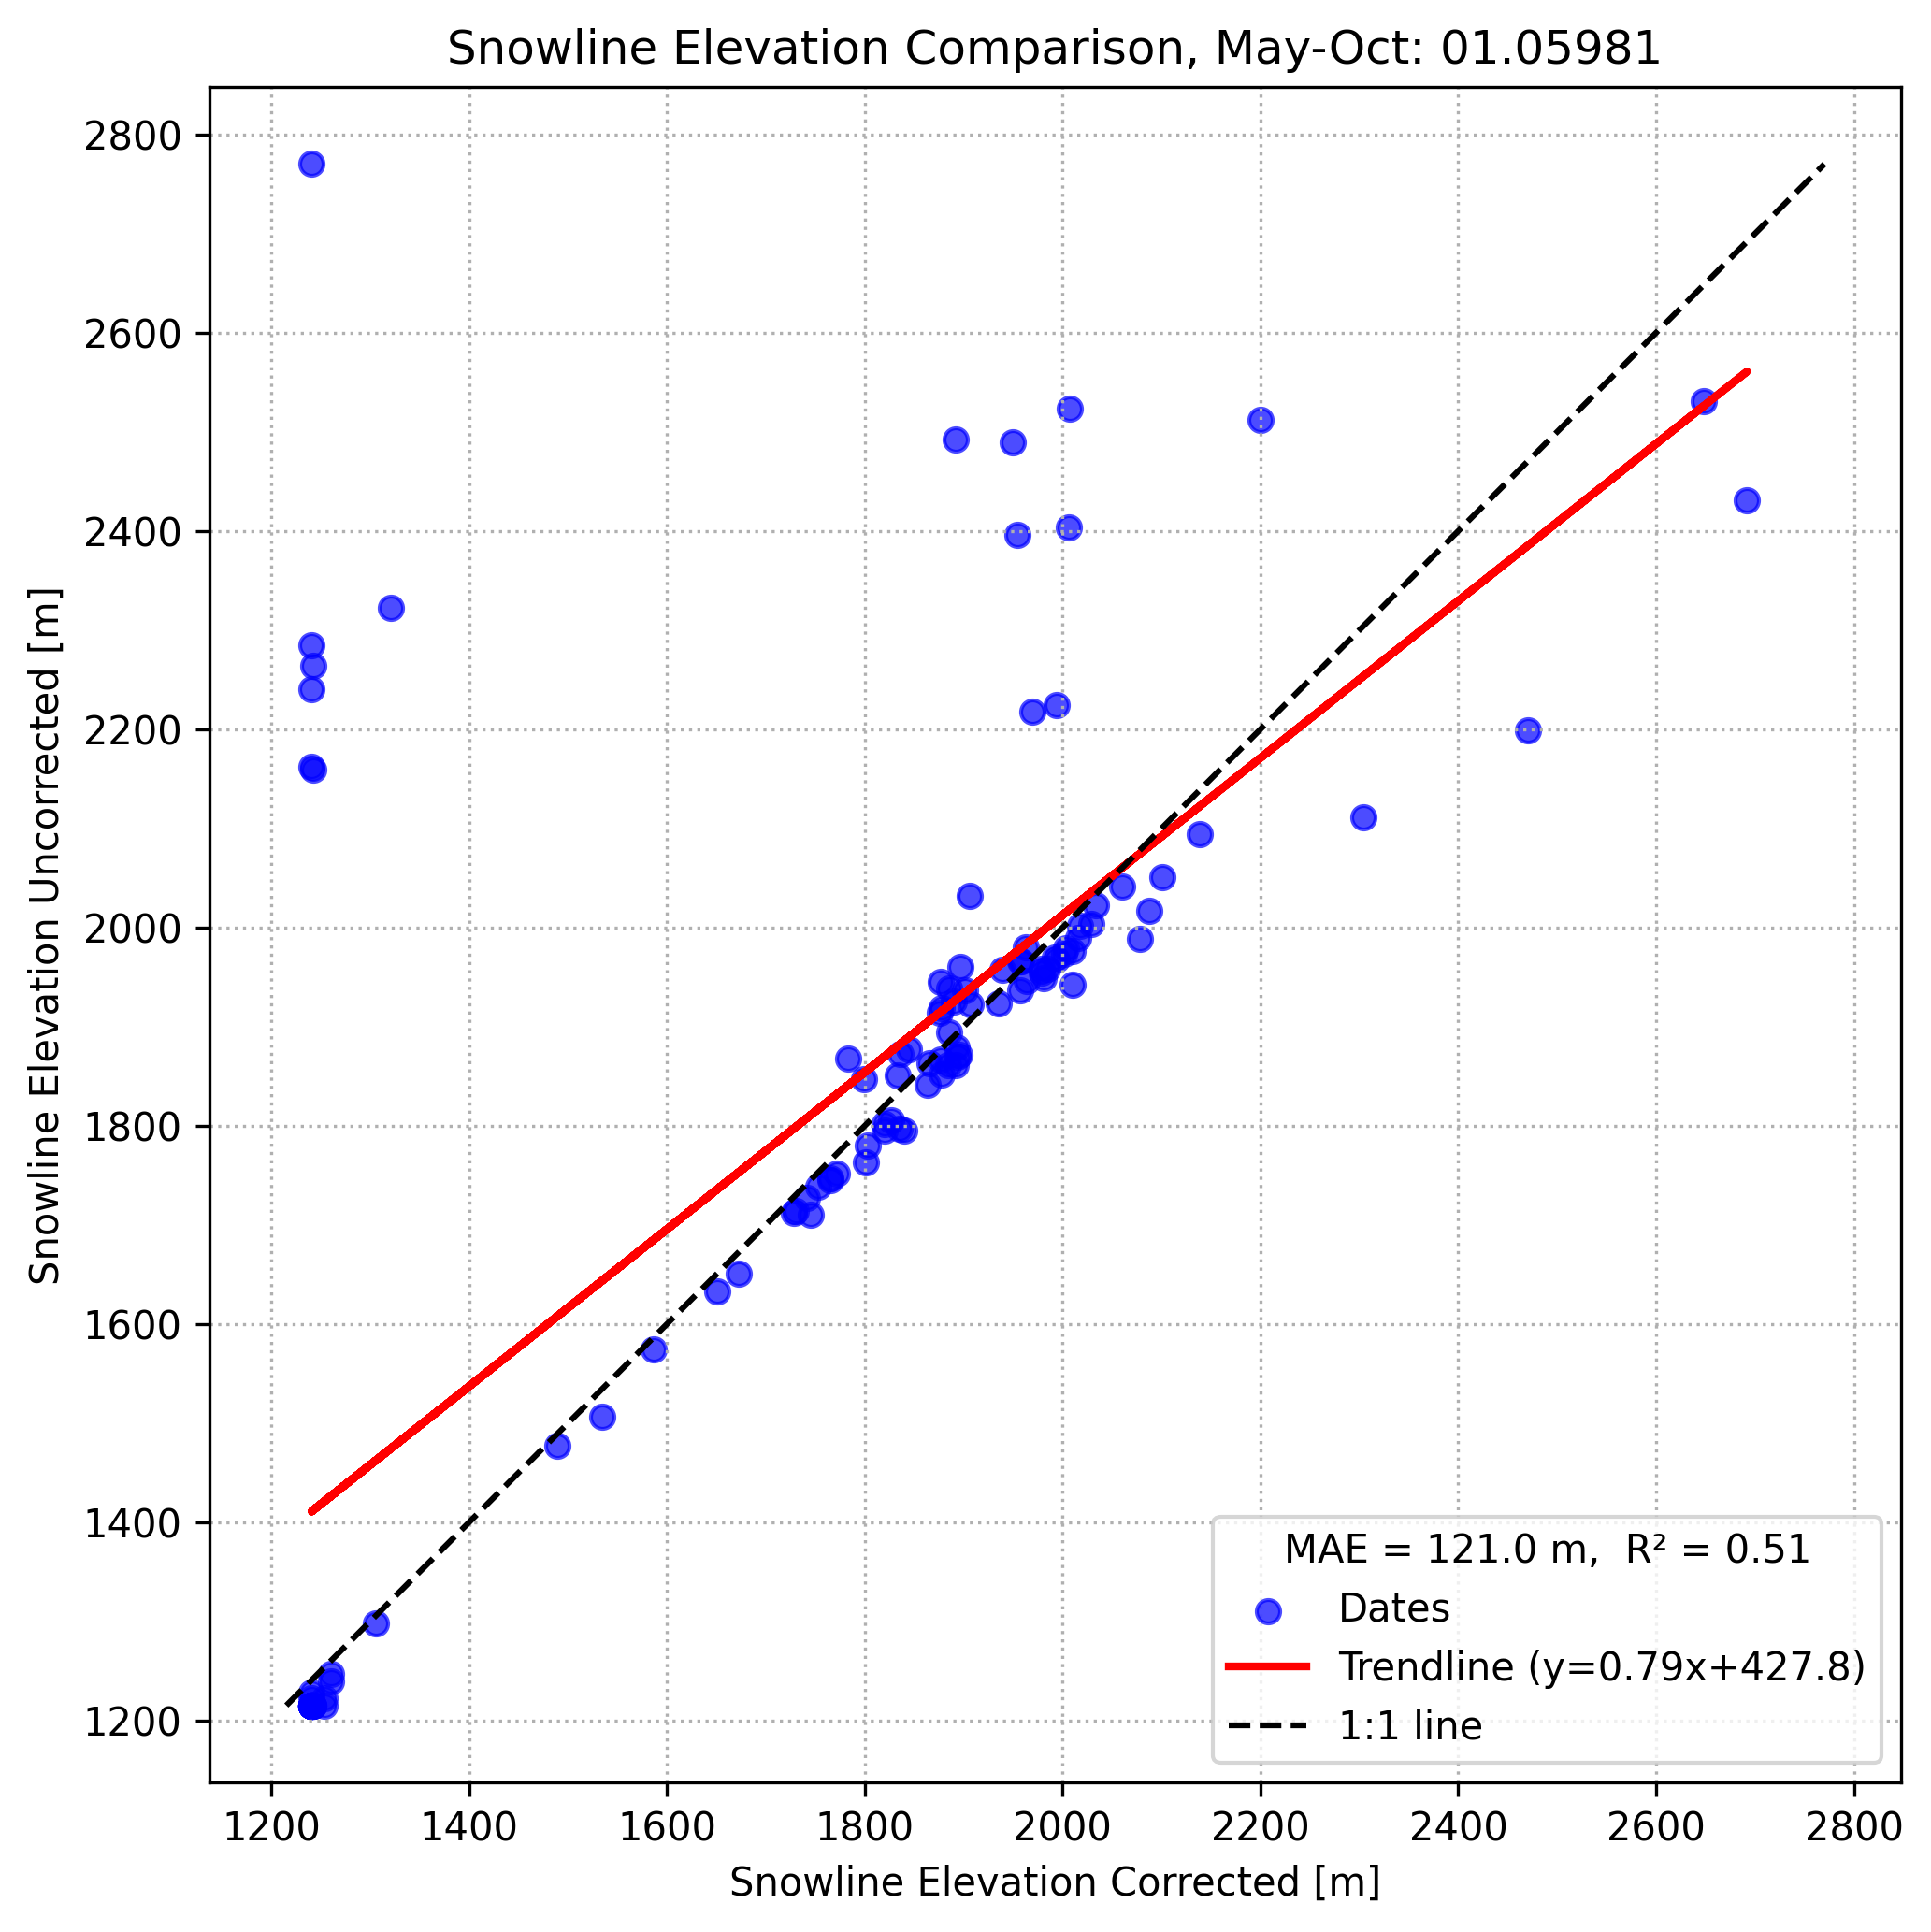 Snowline Elevation Comparison, May-Oct: 01.05981
2800
2600
2400
2200
2000
1800
1600
1400
1200
Snowline Elevation Uncorrected [m]
MAE = 121.0 m,  R² = 0.51
Dates
Trendline (y=0.79x+427.8)
1:1 line
1200 1400 1600 1800 2000 2200 2400 2600 2800
Snowline Elevation Corrected [m]